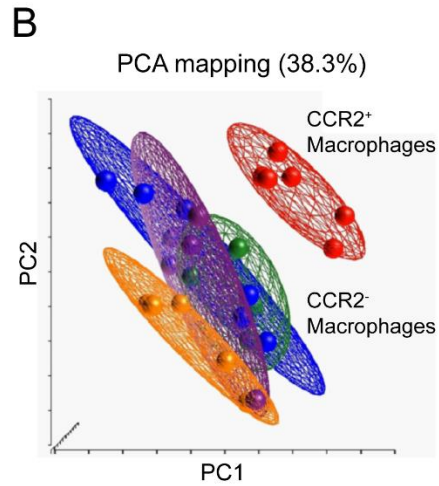 B
PCA mapping (38.3%)
CCR2⁺
Macrophages
PC2
CCR2⁻
Macrophages
PC1